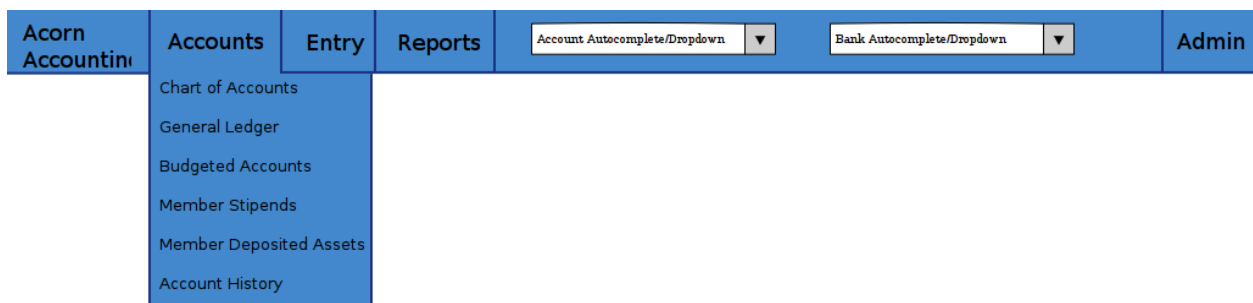 Acorn
Accountin
Accounts
Entry
Reports
Account Autocomplete/Dropdown ▼
Bank Autocomplete/Dropdown ▼
Admin
Chart of Accounts
General Ledger
Budgeted Accounts
Member Stipends
Member Deposited Assets
Account History